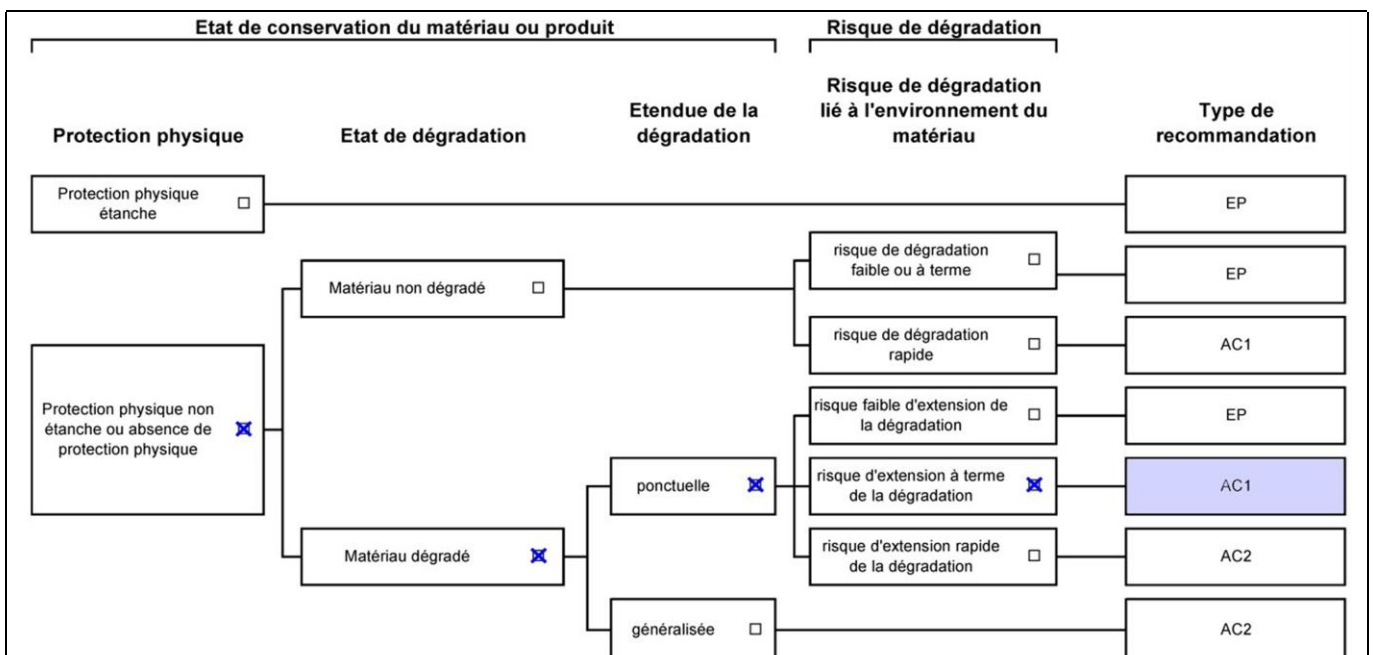 Etat de conservation du matériau ou produit
Risque de dégradation
Protection physique
Etat de dégradation
Etendue de la
dégradation
Risque de dégradation
lié à l'environnement du
matériau
Type de
recommandation
Protection physique
étanche
EP
risque de dégradation
faible ou à terme
EP
Matériau non dégradé
risque de dégradation
rapide
AC1
Protection physique non
étanche ou absence de
protection physique
risque faible d'extension de
la dégradation
EP
ponctuelle
risque d'extension à terme
de la dégradation
AC1
Matériau dégradé
risque d'extension rapide
de la dégradation
AC2
généralisée
AC2